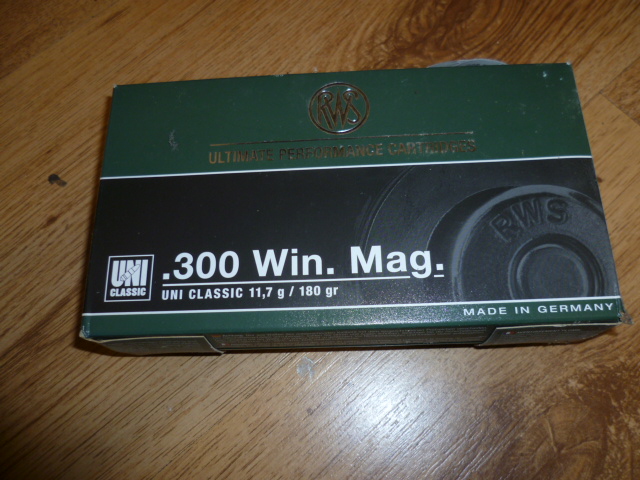 RWS
ULTIMATE PERFORMANCE CARTRIDGES
RWS
UNI
CLASSIC
.300 Win. Mag.
UNI CLASSIC 11,7 g / 180 gr
MADE IN GERMANY